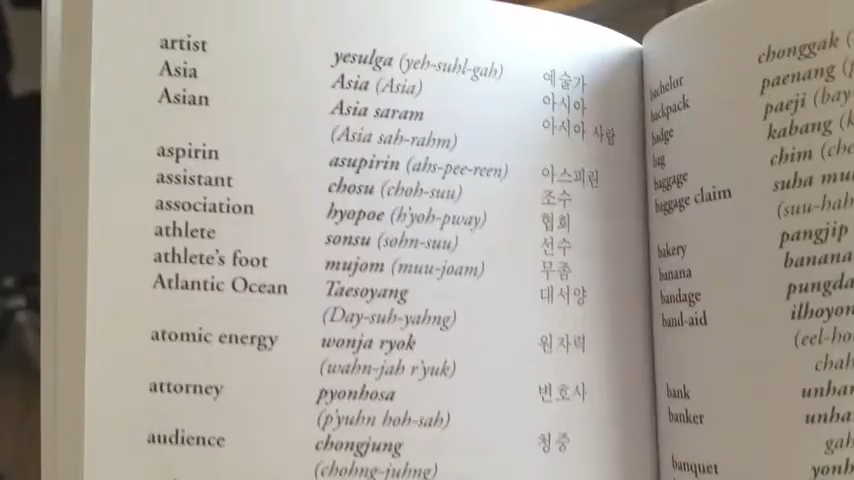 artist yesulga (yeh-suhl-gah) 예술가
Asia Asia (Asia) 아시아
Asian Asia saram 아시아 사람
(Asia sah-rahm)
aspirin asupirin (ahs-pee-reen) 아스피린
assistant chosu (choh-suu) 조수
association hyopoe (h'yoh-pway) 협회
athlete sonsu (sohn-suu) 선수
athlete's foot mujom (muu-joam) 무좀
Atlantic Ocean Taesoyang 대서양
(Day-suh-yahng)
atomic energy wonja ryok 원자력
(wahn-jah r'yuk)
attorney pyonhosa 변호사
(p'yuhn hoh-sah)
audience chongjung 청중
(chohng-juhng)
bachelor chonggak
backpack paenang
badge paeji (bay
bag kabang
baggage chim
baggage claim suha
(suu-hah
bakery pangjip
banana banana
bandage
band-aid
(eel-ho
bank
banker
banquet